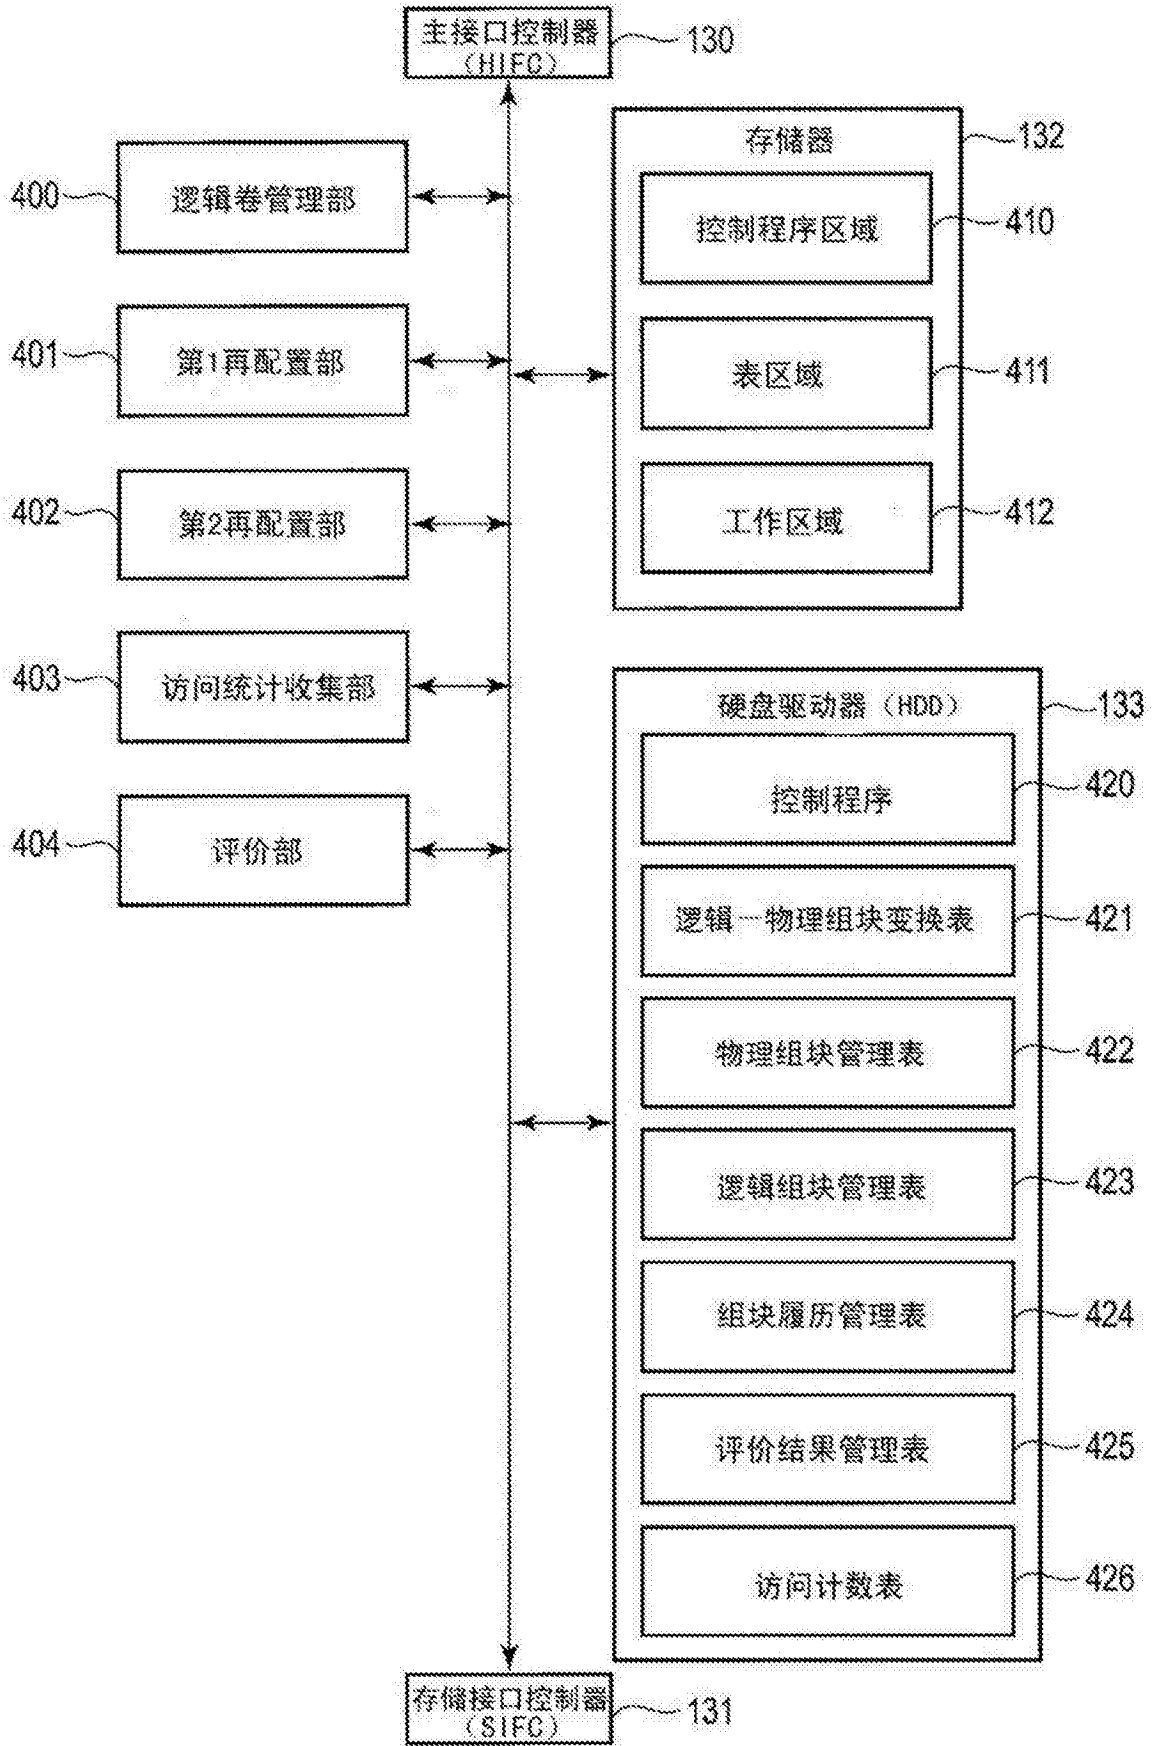 主接口控制器
(HIFC)
130
存储器
132
逻辑卷管理部
400
控制程序区域
410
第1再配置部
401
表区域
411
第2再配置部
402
工作区域
412
访问统计收集部
403
硬盘驱动器(HDD)
133
控制程序
420
评价部
404
逻辑－物理组块变换表
421
物理组块管理表
422
逻辑组块管理表
423
组块履历管理表
424
评价结果管理表
425
访问计数表
426
存储接口控制器
(SIFC)
131